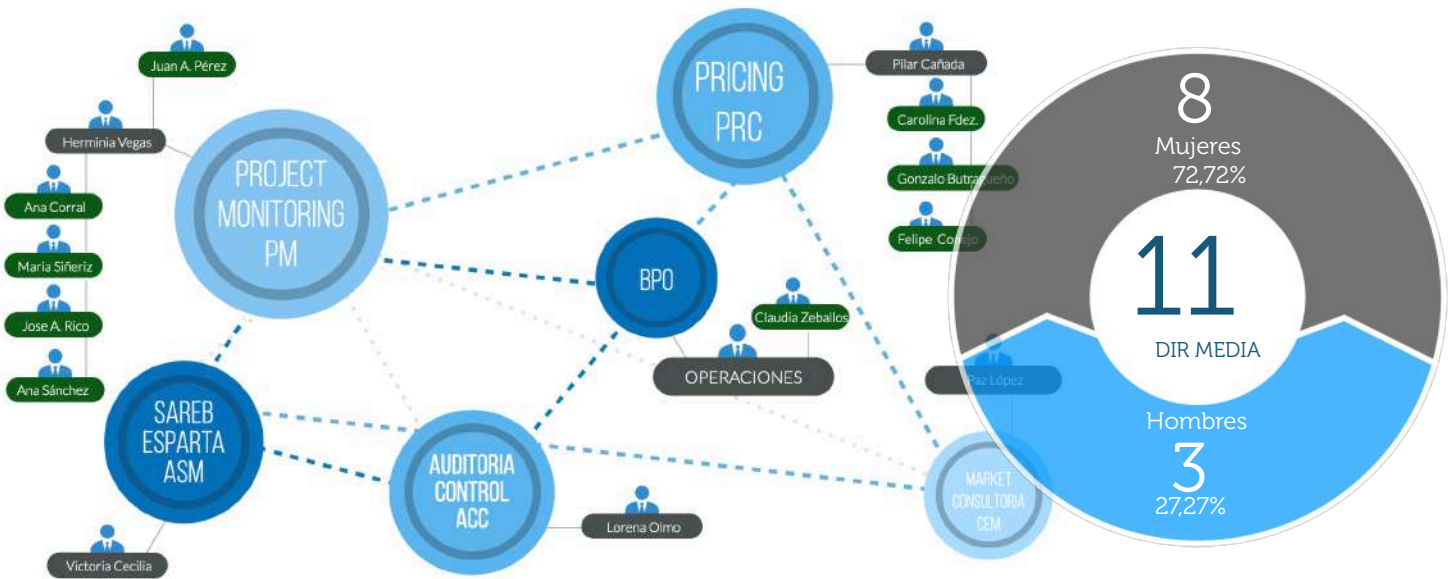 Juan A. Pérez
Herminia Vegas
Ana Corral
Maria Siñeriz
Jose A. Rico
Ana Sánchez
PROJECT
MONITORING
PM
PRICING
PRC
Pilar Cañada
Carolina Fdez.
Gonzalo Butragueño
Felipe Conejo
BPO
Claudia Zeballos
OPERACIONES
SAREB
ESPARTA
ASM
Victoria Cecilia
AUDITORIA
CONTROL
ACC
Lorena Olmo
Paz López
MARKET
CONSULTORIA
CEM
8
Mujeres
72,72%
11
DIR MEDIA
Hombres
3
27,27%